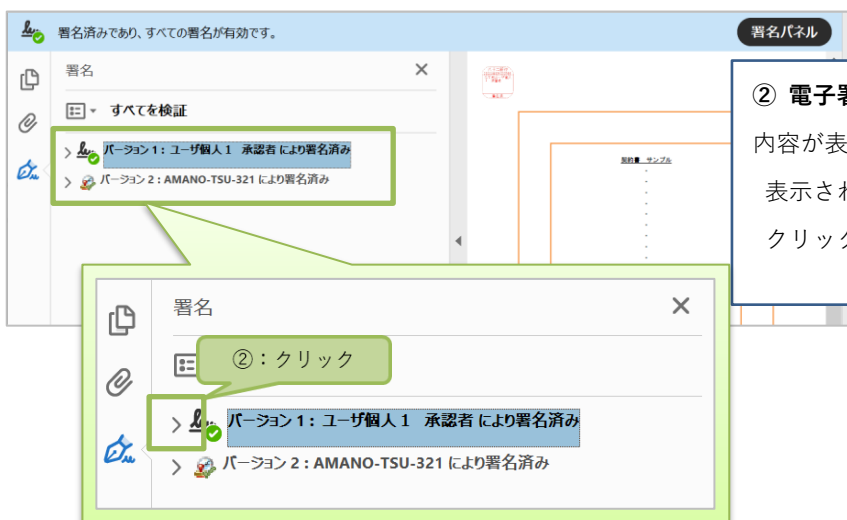 署名済みであり、すべての署名が有効です。
署名パネル
署名
すべてを検証
バージョン 1: ユーザ個人 1 承認者 により署名済み
バージョン 2 : AMANO-TSU-321 により署名済み
サンプル
② 電子
内容が表
表示され
クリック
署名
②：クリック
バージョン 1: ユーザ個人 1 承認者 により署名済み
バージョン 2 : AMANO-TSU-321 により署名済み